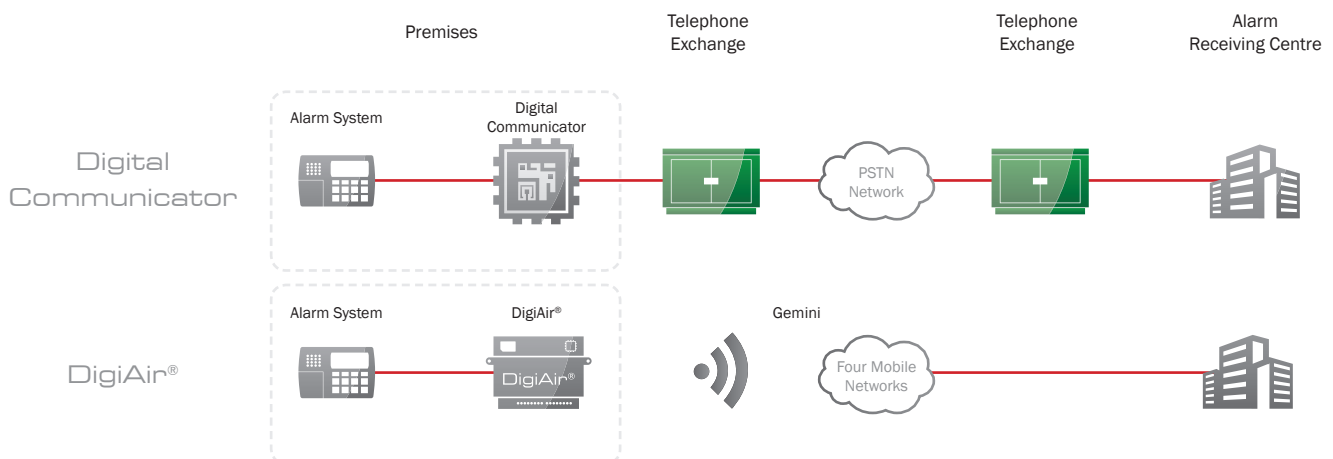 Premises
Telephone
Exchange
Telephone
Exchange
Alarm
Receiving Centre
Digital
Communicator
Alarm System
Digital
Communicator
PSTN
Network
DigiAir®
Alarm System
DigiAir®
DigiAir®
Gemini
Four Mobile
Networks